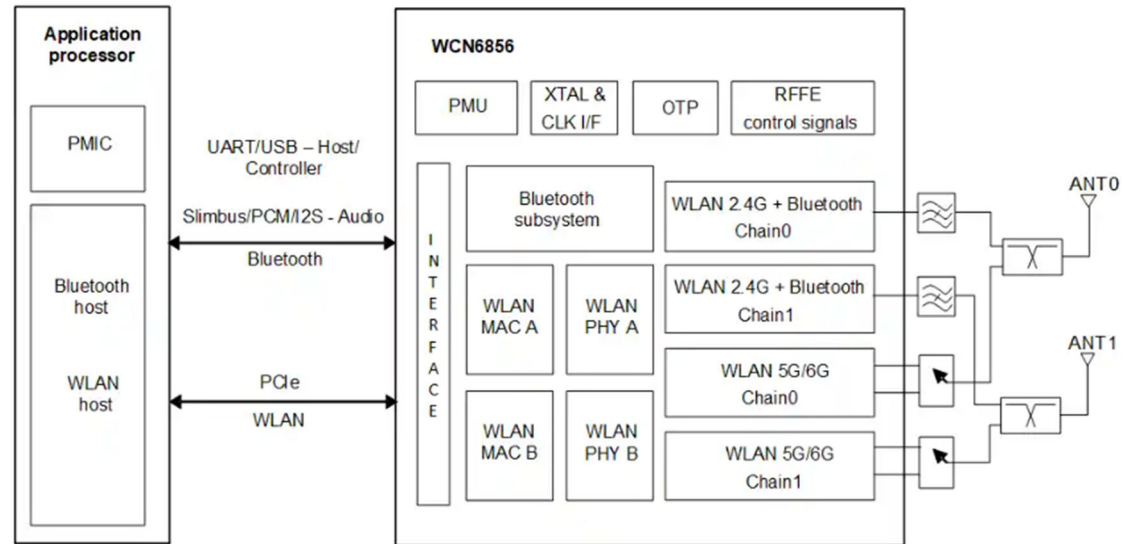 Application
processor
PMIC
Bluetooth
host
WLAN
host
UART/USB – Host/
Controller
Slimbus/PCM/I2S - Audio
Bluetooth
PCIe
WLAN
WCN6856
PMU
XTAL &
CLK I/F
OTP
RFFE
control signals
INTERFACE
Bluetooth
subsystem
WLAN
MAC A
WLAN
PHY A
WLAN
MAC B
WLAN
PHY B
WLAN 2.4G + Bluetooth
Chain0
WLAN 2.4G + Bluetooth
Chain1
WLAN 5G/6G
Chain0
WLAN 5G/6G
Chain1
ANT0
ANT1